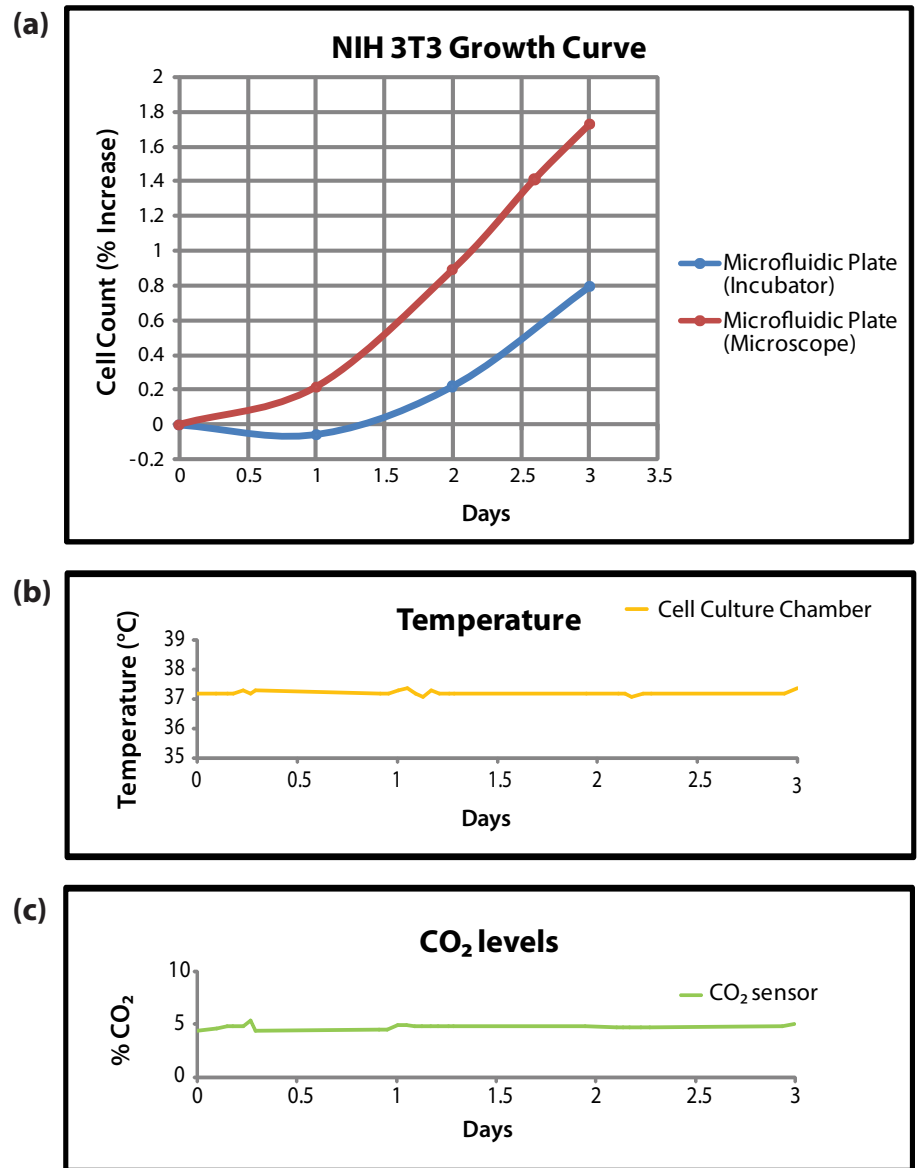 (a)
NIH 3T3 Growth Curve
Cell Count (% Increase)
2
1.8
1.6
1.4
1.2
1
0.8
0.6
0.4
0.2
0
-0.2
0 0.5 1 1.5 2 2.5 3 3.5
Days
Microfluidic Plate
(Incubator)
Microfluidic Plate
(Microscope)
(b)
Temperature
Cell Culture Chamber
Temperature (°C)
39
38
37
36
35
0 0.5 1 1.5 2 2.5 3
Days
(c)
CO₂ levels
CO₂ sensor
% CO₂
10
5
0
0 0.5 1 1.5 2 2.5 3
Days